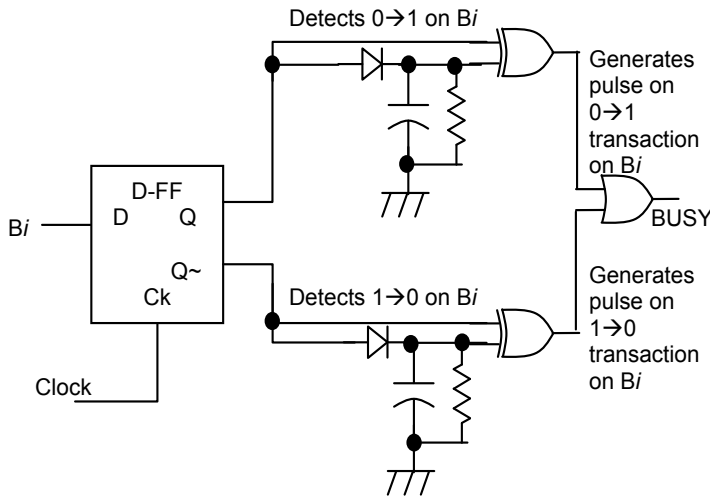 Detects 0→1 on Bi
Generates
pulse on
0→1
transaction
on Bi
D-FF
D
Q
Bi
BUSY
Q~
Ck
Detects 1→0 on Bi
Generates
pulse on
1→0
transaction
on Bi
Clock